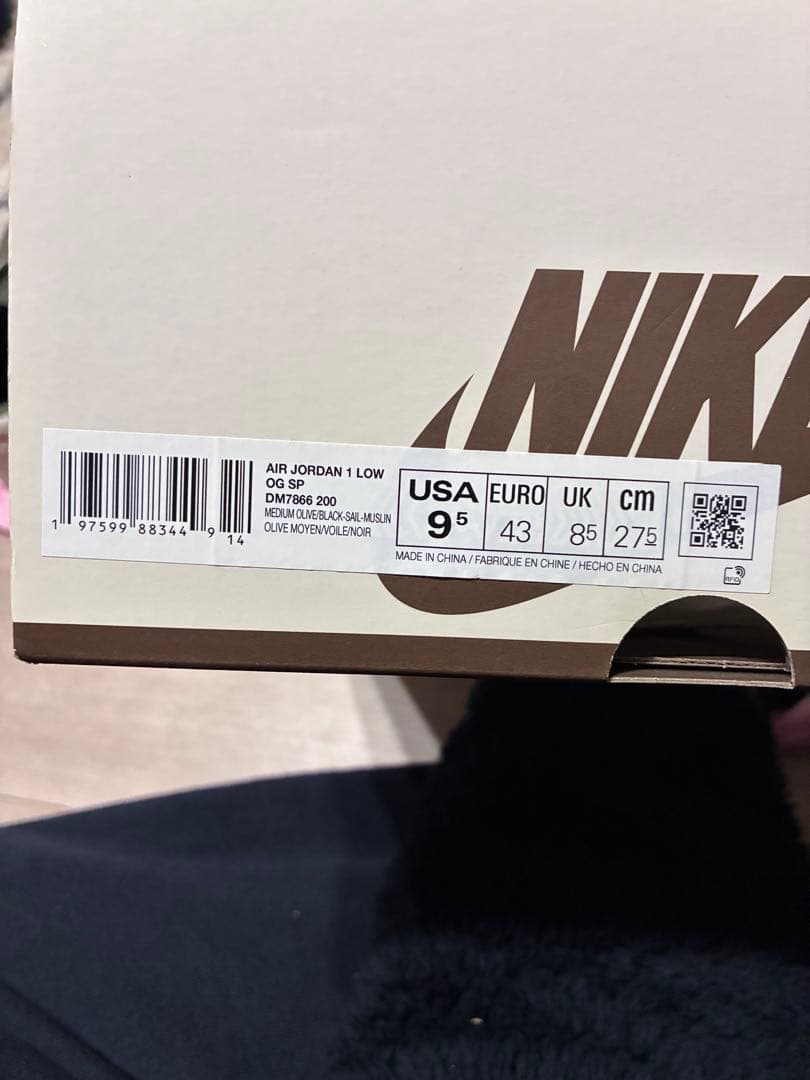 NIK
AIR JORDAN 1 LOW
OG SP
DM7866 200
MEDIUM OLIVE/BLACK-SAIL-MUSLIN
OLIVE MOYEN/VOILE/NOIR
1 97599 88344 9
14
USA EURO UK cm
9⁵ 43 8⁵ 27⁵
MADE IN CHINA / FABRIQUE EN CHINE / HECHO EN CHINA
RFID